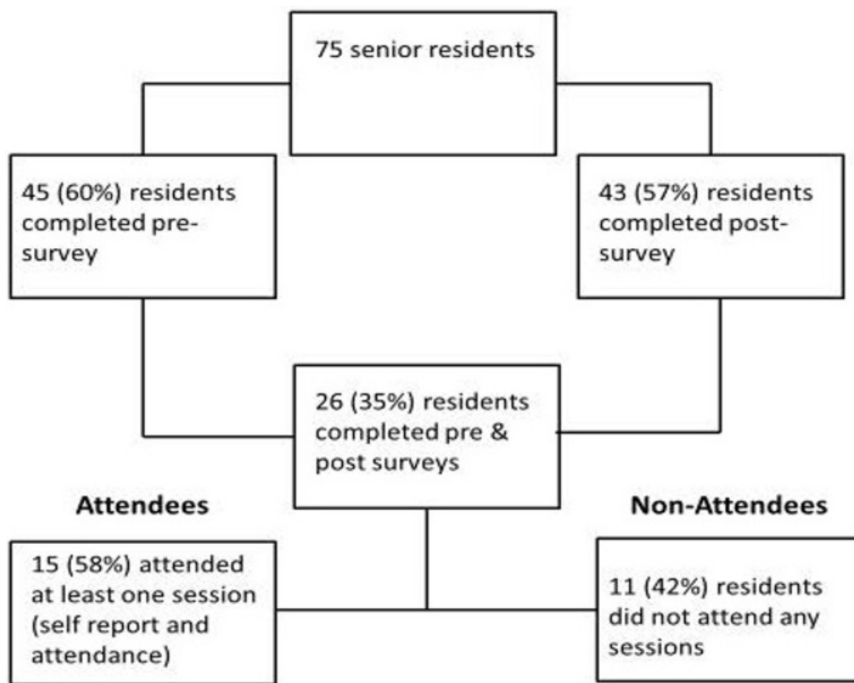 75 senior residents
45 (60%) residents
completed pre-
survey
43 (57%) residents
completed post-
survey
26 (35%) residents
completed pre &
post surveys
Attendees
Non-Attendees
15 (58%) attended
at least one session
(self report and
attendance)
11 (42%) residents
did not attend any
sessions